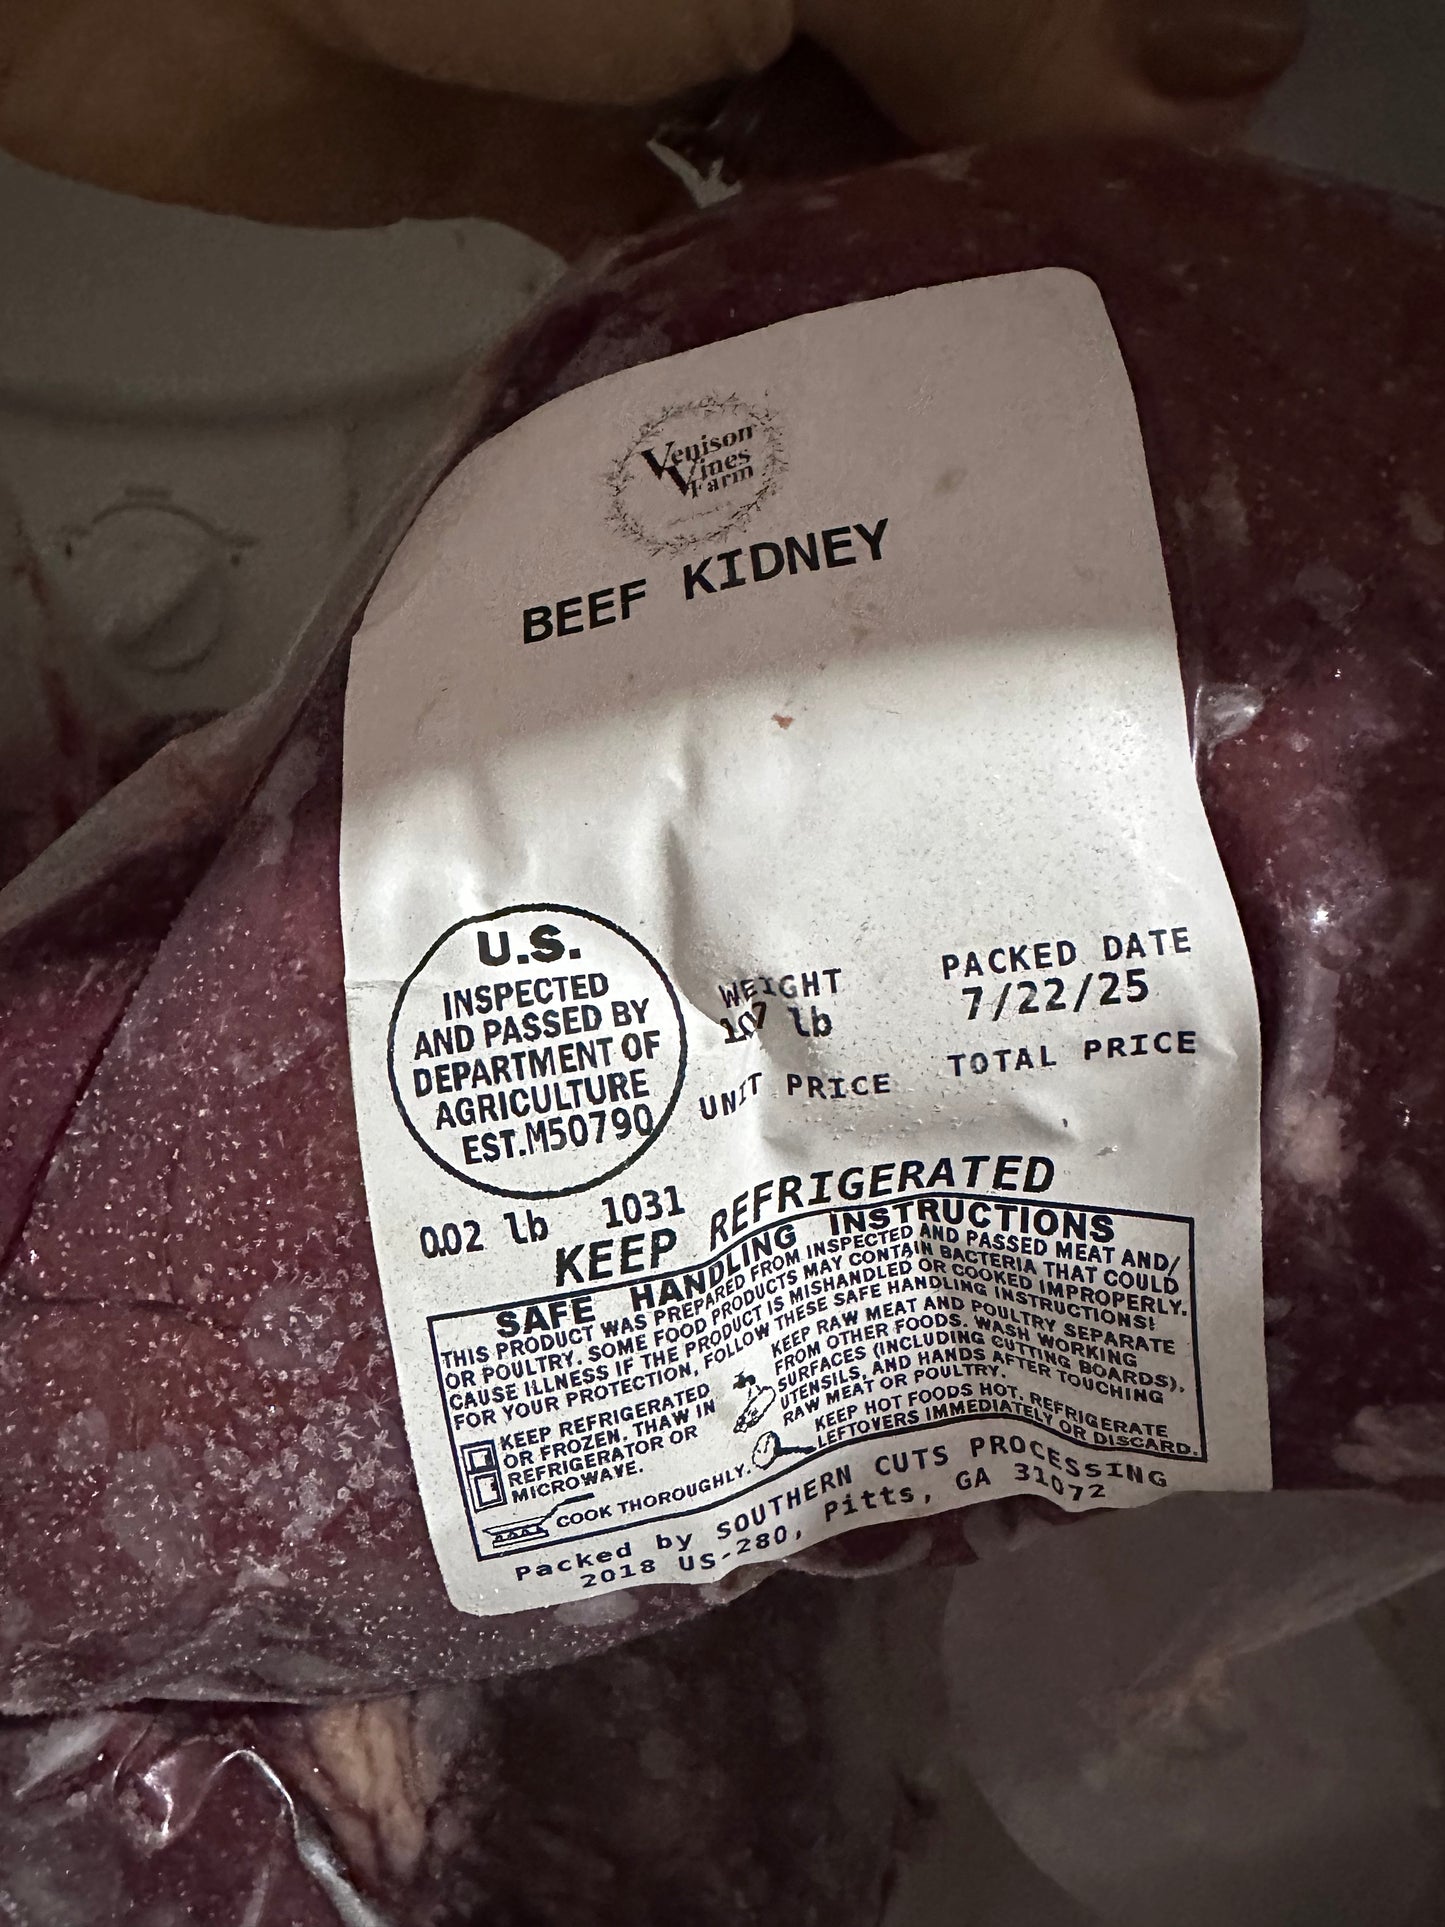 Venison
Vines
Farm
BEEF KIDNEY
U.S.
INSPECTED
AND PASSED BY
DEPARTMENT OF
AGRICULTURE
EST.M50790
WEIGHT
lb
PACKED DATE
7/22/25
UNIT PRICE
TOTAL PRICE
0.02 lb 1031
KEEP REFRIGERATED
SAFE HANDLING INSTRUCTIONS
THIS PRODUCT WAS PREPARED FROM INSPECTED AND PASSED MEAT AND/
OR POULTRY. SOME FOOD PRODUCTS MAY CONTAIN BACTERIA THAT COULD
CAUSE ILLNESS IF THE PRODUCT IS MISHANDLED OR COOKED IMPROPERLY.
FOR YOUR PROTECTION, FOLLOW THESE SAFE HANDLING INSTRUCTIONS!
KEEP REFRIGERATED
OR FROZEN. THAW IN
REFRIGERATOR OR
MICROWAVE.
KEEP RAW MEAT AND POULTRY SEPARATE
FROM OTHER FOODS. WASH WORKING
SURFACES (INCLUDING CUTTING BOARDS),
UTENSILS, AND HANDS AFTER TOUCHING
RAW MEAT OR POULTRY.
COOK THOROUGHLY.
KEEP HOT FOODS HOT. REFRIGERATE
LEFTOVERS IMMEDIATELY OR DISCARD.
Packed by SOUTHERN CUTS PROCESSING
2018 US-280, Pitts, GA 31072